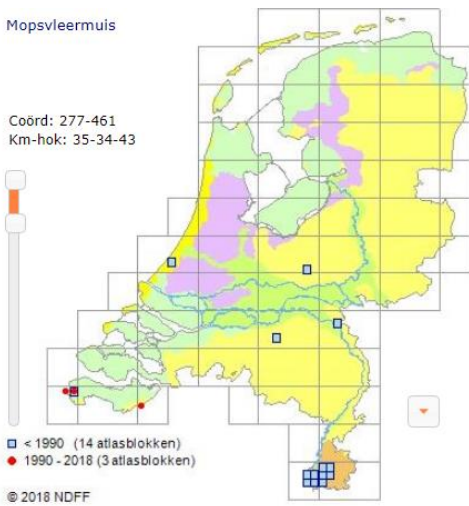 Mopsvleermuis
Coörd: 277-461
Km-hok: 35-34-43
< 1990 (14 atlasblokken)
1990 - 2018 (3 atlasblokken)
© 2018 NDFF